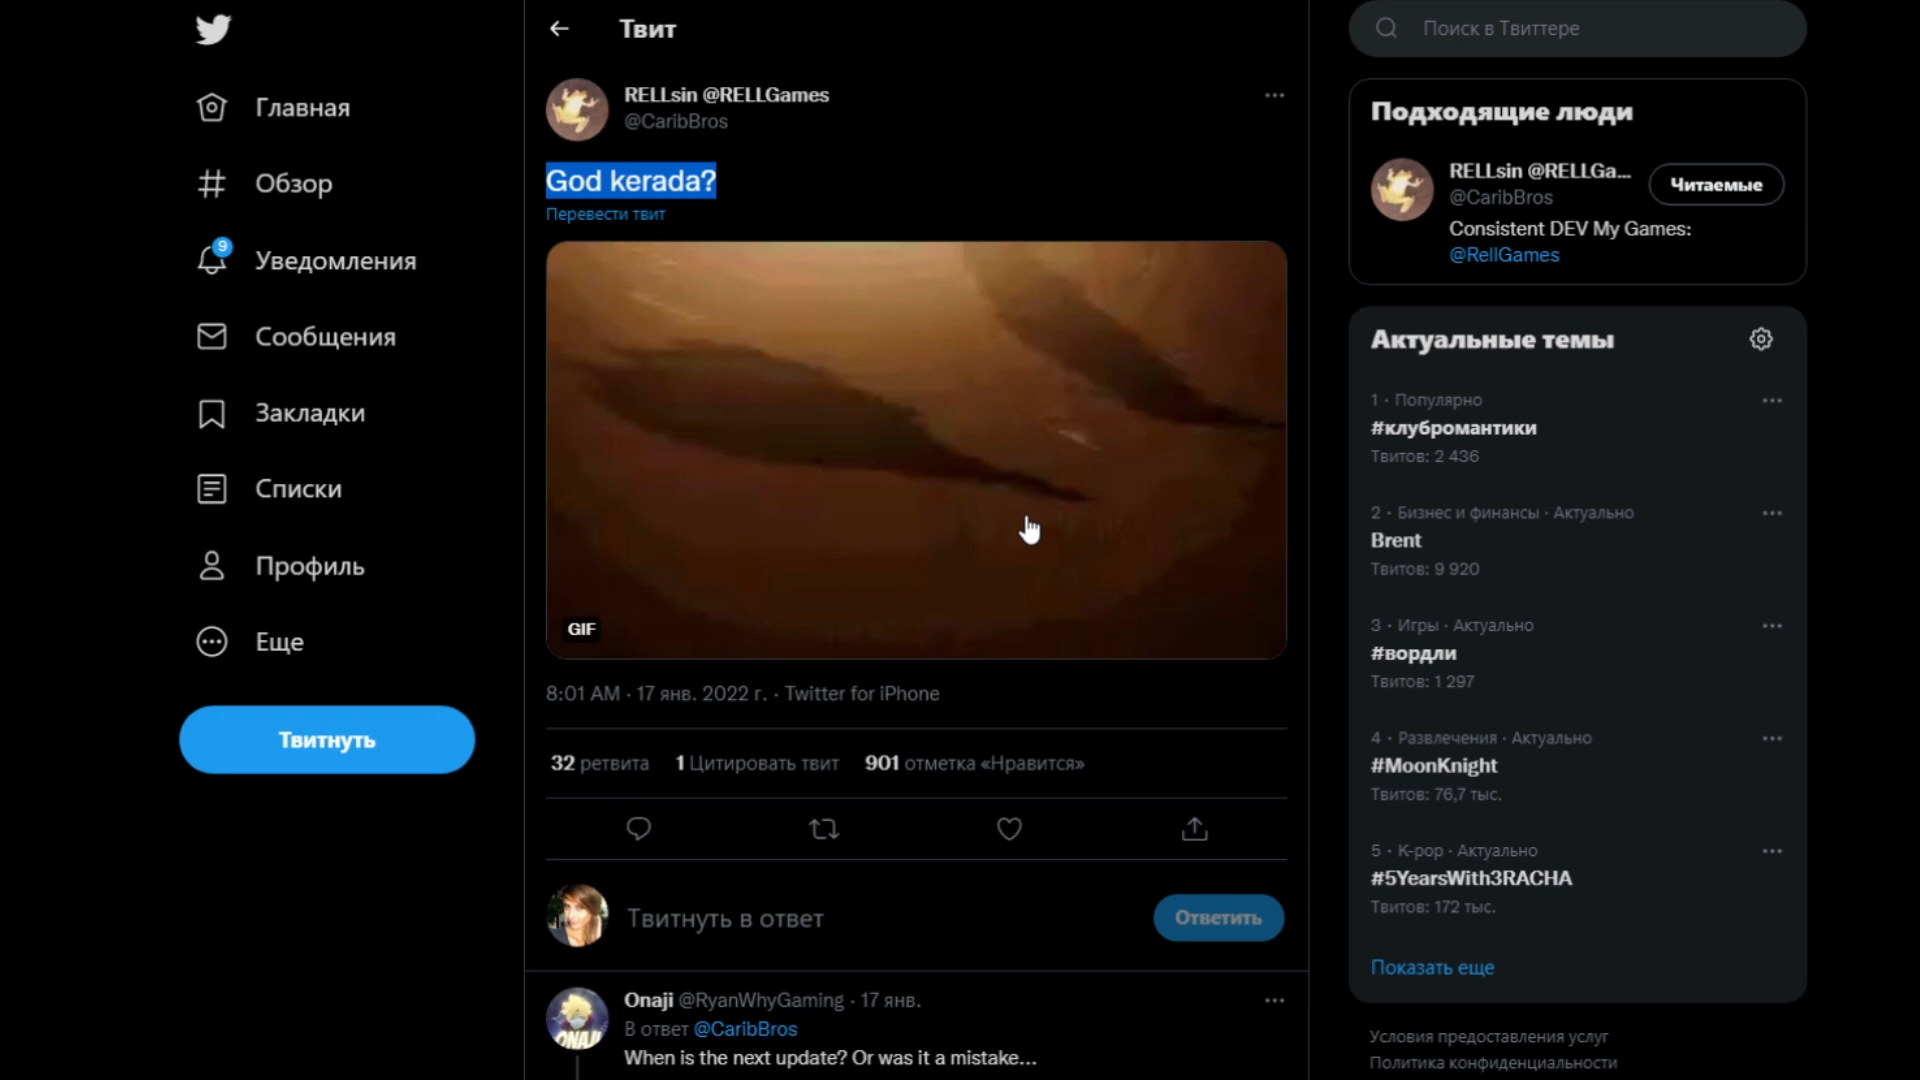 Главная
Обзор
9
Уведомления
Сообщения
Закладки
Списки
Профиль
Еще
Твитнуть
Твит
RELLsin @RELLGames
@CaribBros
God kerada?
Перевести твит
GIF
8:01 AM · 17 янв. 2022 г. · Twitter for iPhone
32 ретвита 1 Цитировать твит 901 отметка «Нравится»
Твитнуть в ответ
Ответить
Onaji @RyanWhyGaming · 17 янв.
В ответ @CaribBros
When is the next update? Or was it a mistake...
ONAJI
Поиск в Твиттере
Подходящие люди
RELLsin @RELLGa...
@CaribBros
Читаемые
Consistent DEV My Games:
@RellGames
Актуальные темы
1 · Популярно
#клубромантики
Твитов: 2 436
2 · Бизнес и финансы · Актуально
Brent
Твитов: 9 920
3 · Игры · Актуально
#вордли
Твитов: 1 297
4 · Развлечения · Актуально
#MoonKnight
Твитов: 76,7 тыс.
5 · K-pop · Актуально
#5YearsWith3RACHA
Твитов: 172 тыс.
Показать еще
Условия предоставления услуг
Политика конфиденциальности